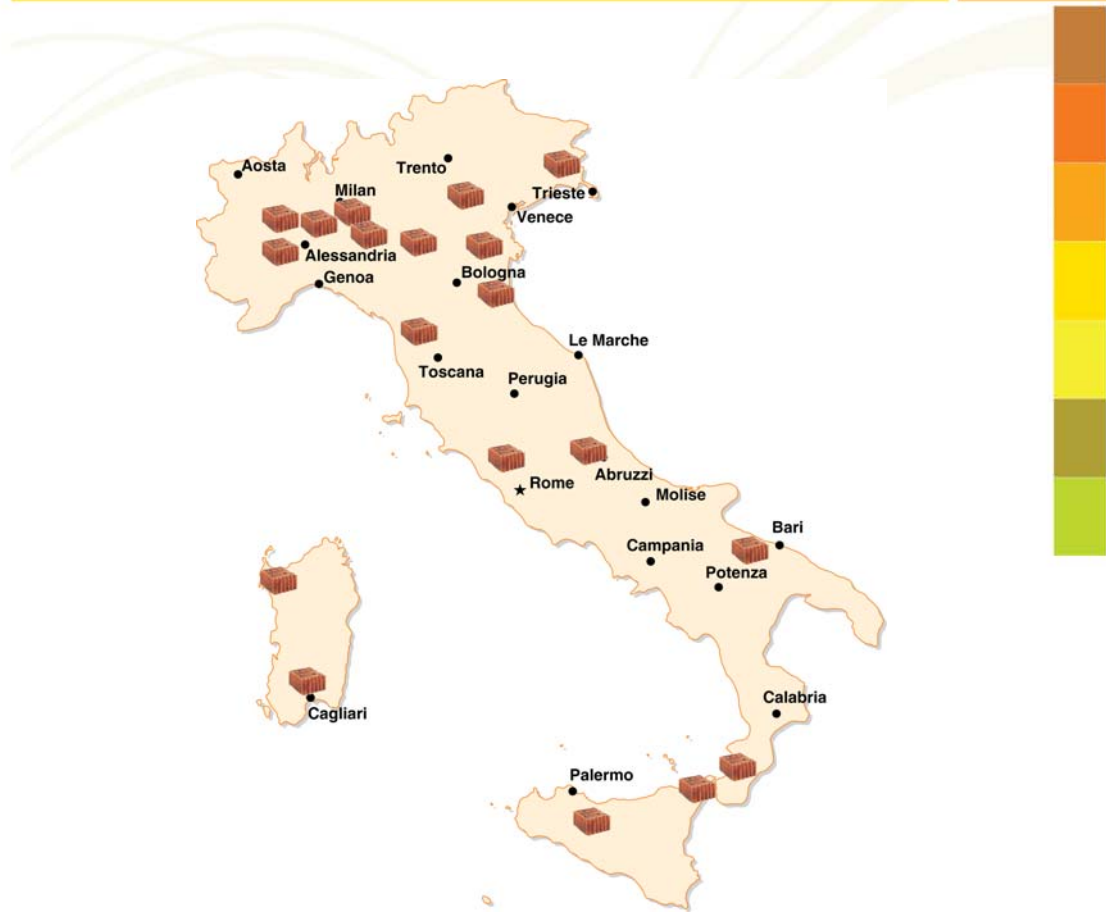 Aosta
Trento
Milan
Trieste
Venece
Alessandria
Genoa
Bologna
Le Marche
Toscana
Perugia
Abruzzi
Rome
Molise
Bari
Campania
Potenza
Calabria
Cagliari
Palermo